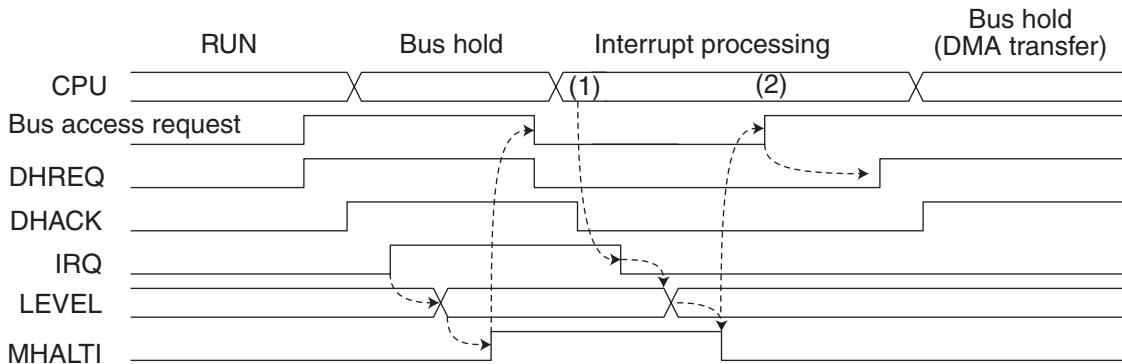 RUN
Bus hold
Interrupt processing
Bus hold
(DMA transfer)
CPU
(1)
(2)
Bus access request
DHREQ
DHACK
IRQ
LEVEL
MHALTI